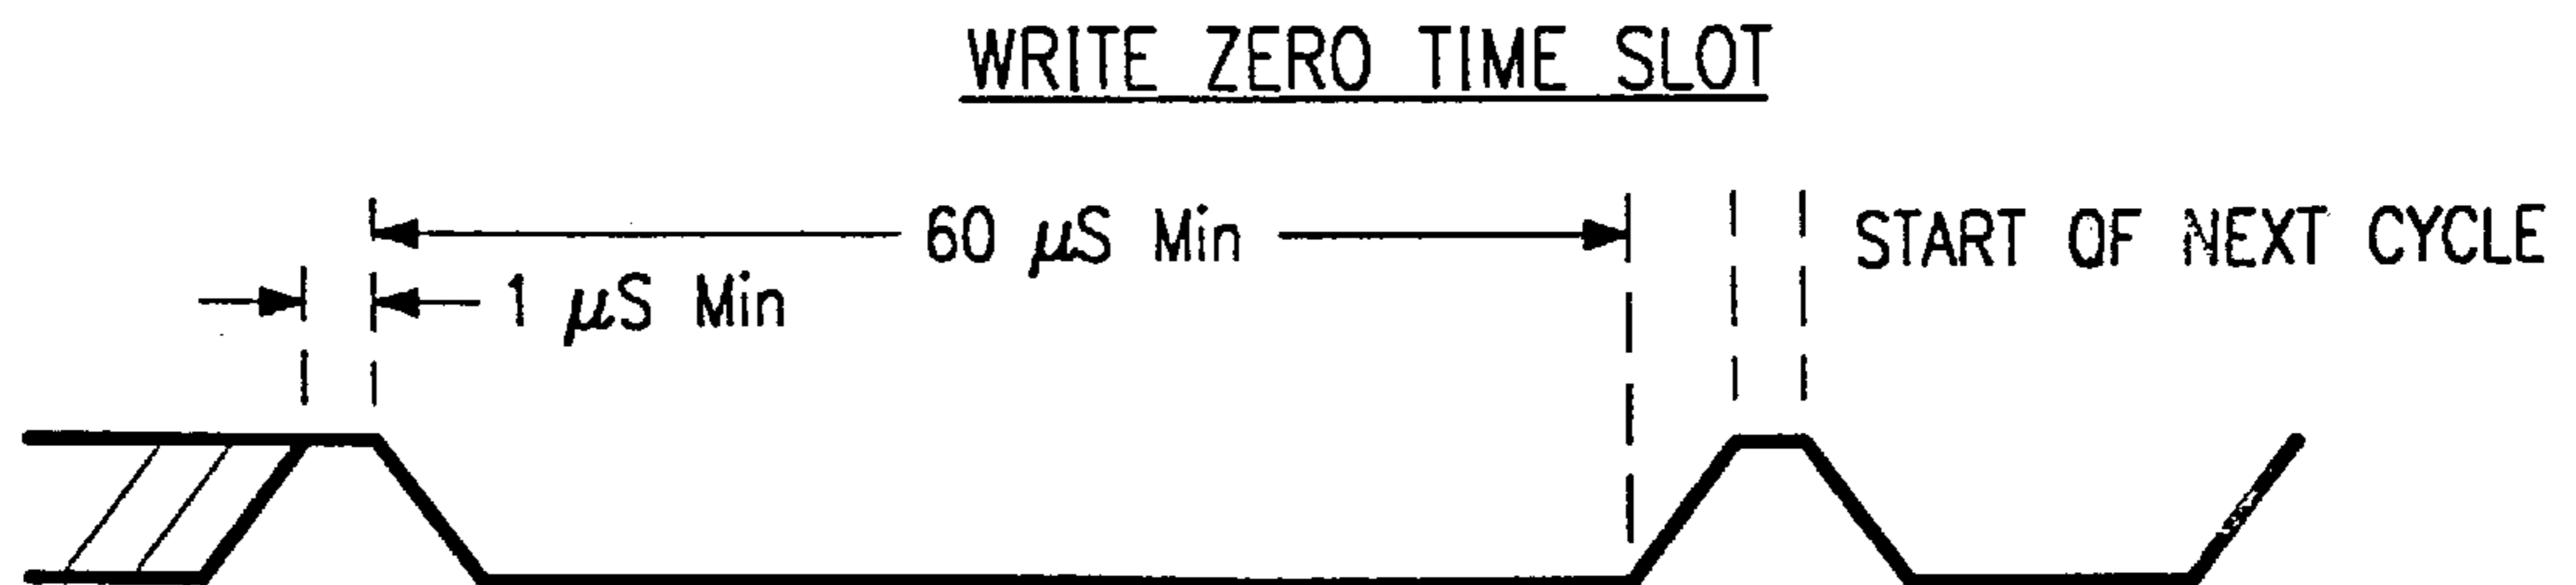 WRITE ZERO TIME SLOT
60 µS Min
START OF NEXT CYCLE
1 µS Min